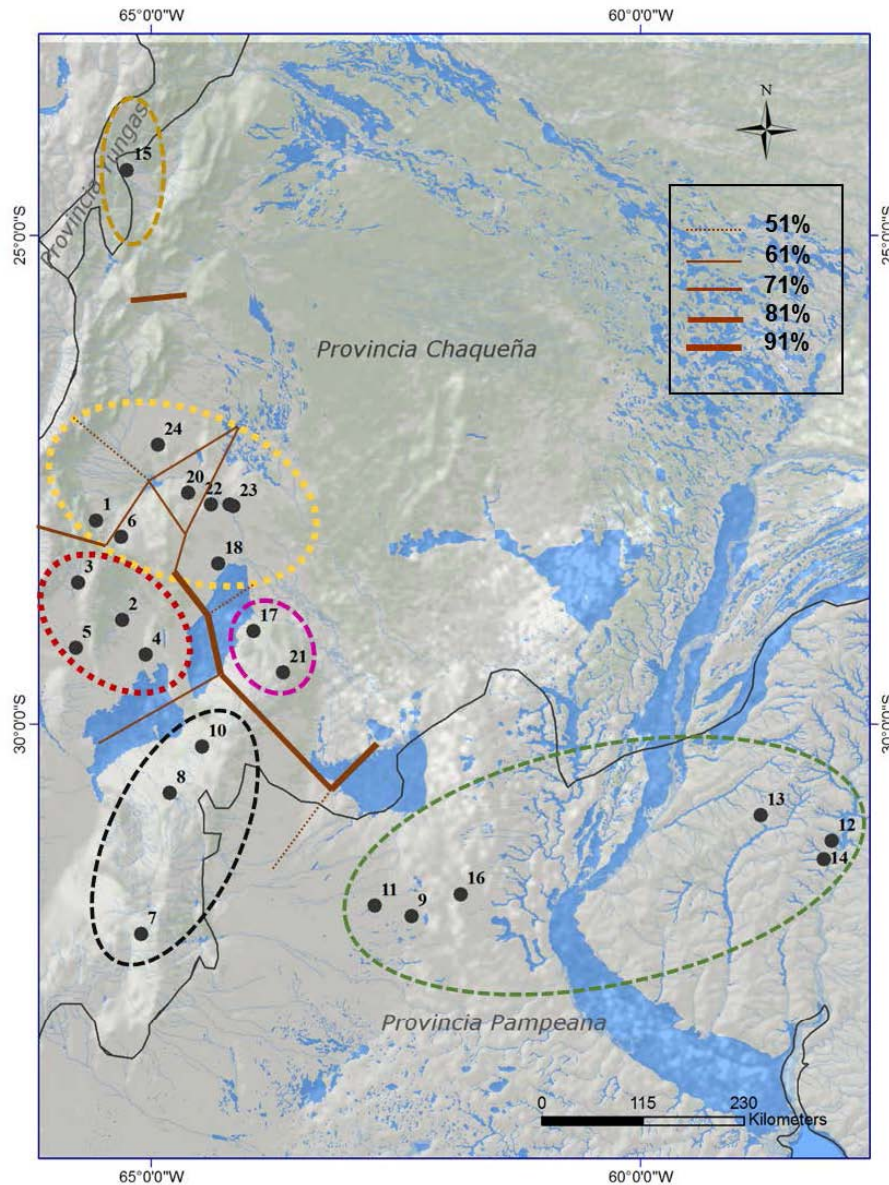 65°0'0"W 60°0'0"W
N
Provincia Yungas
15
51%
25°0'0"S 25°0'0"S
61%
71%
81%
91%
Provincia Chaqueña
24
20
22 23
1
6
18
3
2
17
5 4
21
30°0'0"S 30°0'0"S
10
8
13
12
14
16
11
9
7
Provincia Pampeana
0 115 230
Kilometers
65°0'0"W 60°0'0"W